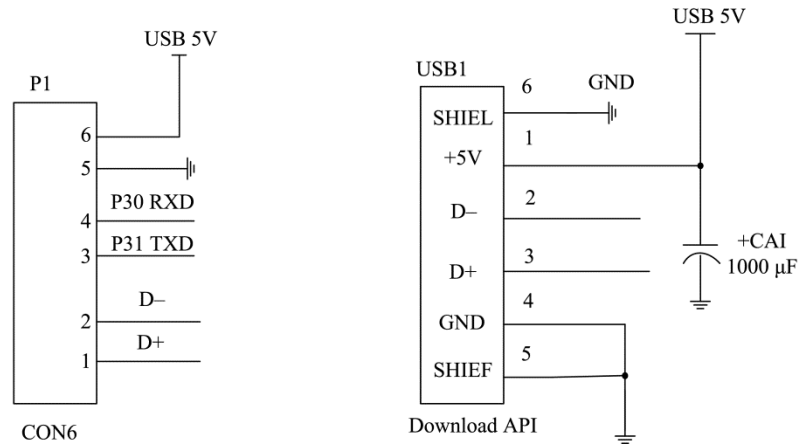 USB 5V
P1
6
5
4
P30 RXD
3
P31 TXD
D–
2
D+
1
CON6
USB 5V
USB1
6
GND
SHIEL
1
+5V
2
D–
3
D+
4
GND
5
SHIEF
Download API
+CAI
1000 μF